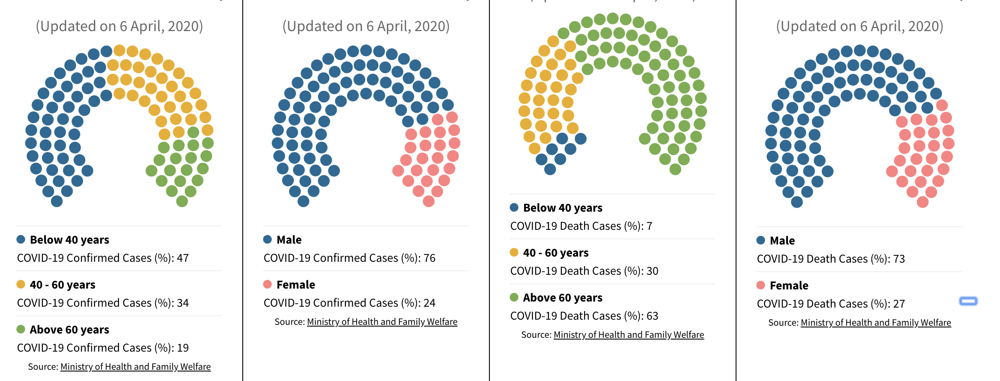 (Updated on 6 April, 2020)
Below 40 years
COVID-19 Confirmed Cases (%): 47
40 - 60 years
COVID-19 Confirmed Cases (%): 34
Above 60 years
COVID-19 Confirmed Cases (%): 19
Source: Ministry of Health and Family Welfare
(Updated on 6 April, 2020)
Male
COVID-19 Confirmed Cases (%): 76
Female
COVID-19 Confirmed Cases (%): 24
Source: Ministry of Health and Family Welfare
Below 40 years
COVID-19 Death Cases (%): 7
40 - 60 years
COVID-19 Death Cases (%): 30
Above 60 years
COVID-19 Death Cases (%): 63
Source: Ministry of Health and Family Welfare
(Updated on 6 April, 2020)
Male
COVID-19 Death Cases (%): 73
Female
COVID-19 Death Cases (%): 27
Source: Ministry of Health and Family Welfare